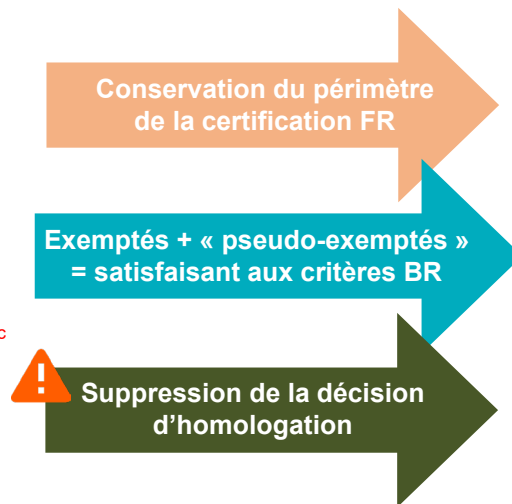 Conservation du périmètre
de la certification FR
Exemptés + « pseudo-exemptés »
= satisfaisant aux critères BR
c
!
Suppression de la décision
d'homologation